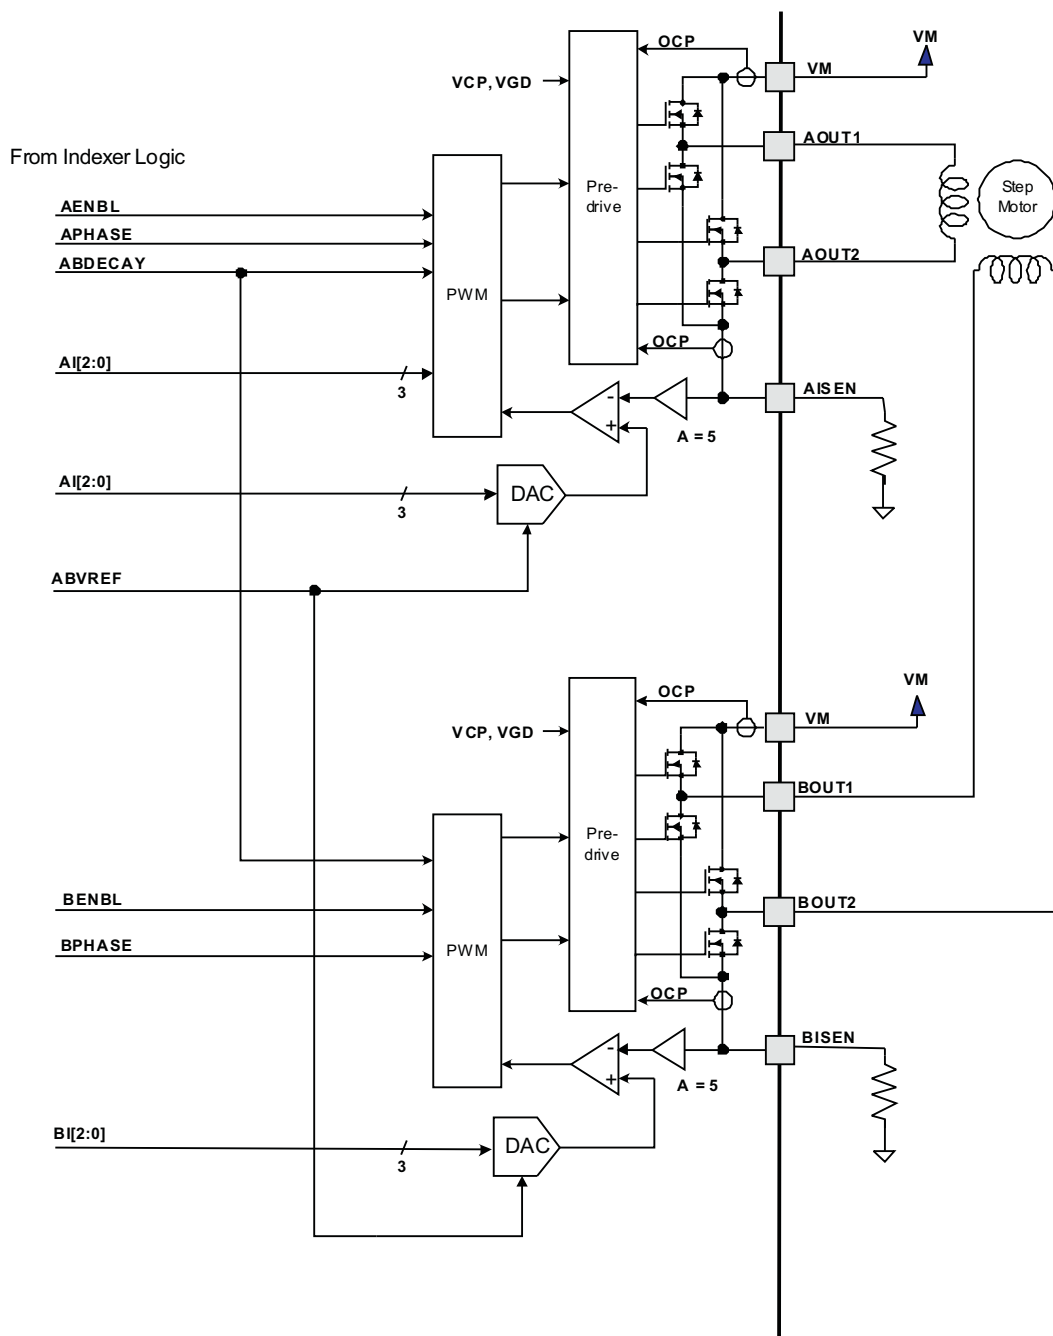 VM
OCP
VM
VCP, VGD
AOUT1
From Indexer Logic
Pre-
drive
Step
Motor
AENBL
APHASE
AOUT2
ABDECAY
PWM
OCP
AI[2:0]
3
AISEN
-
+
A = 5
AI[2:0]
3
DAC
ABVREF
VM
OCP
VM
VCP, VGD
BOUT1
Pre-
drive
BENBL
BOUT2
BPHASE
PWM
OCP
BISEN
-
+
A = 5
BI[2:0]
3
DAC